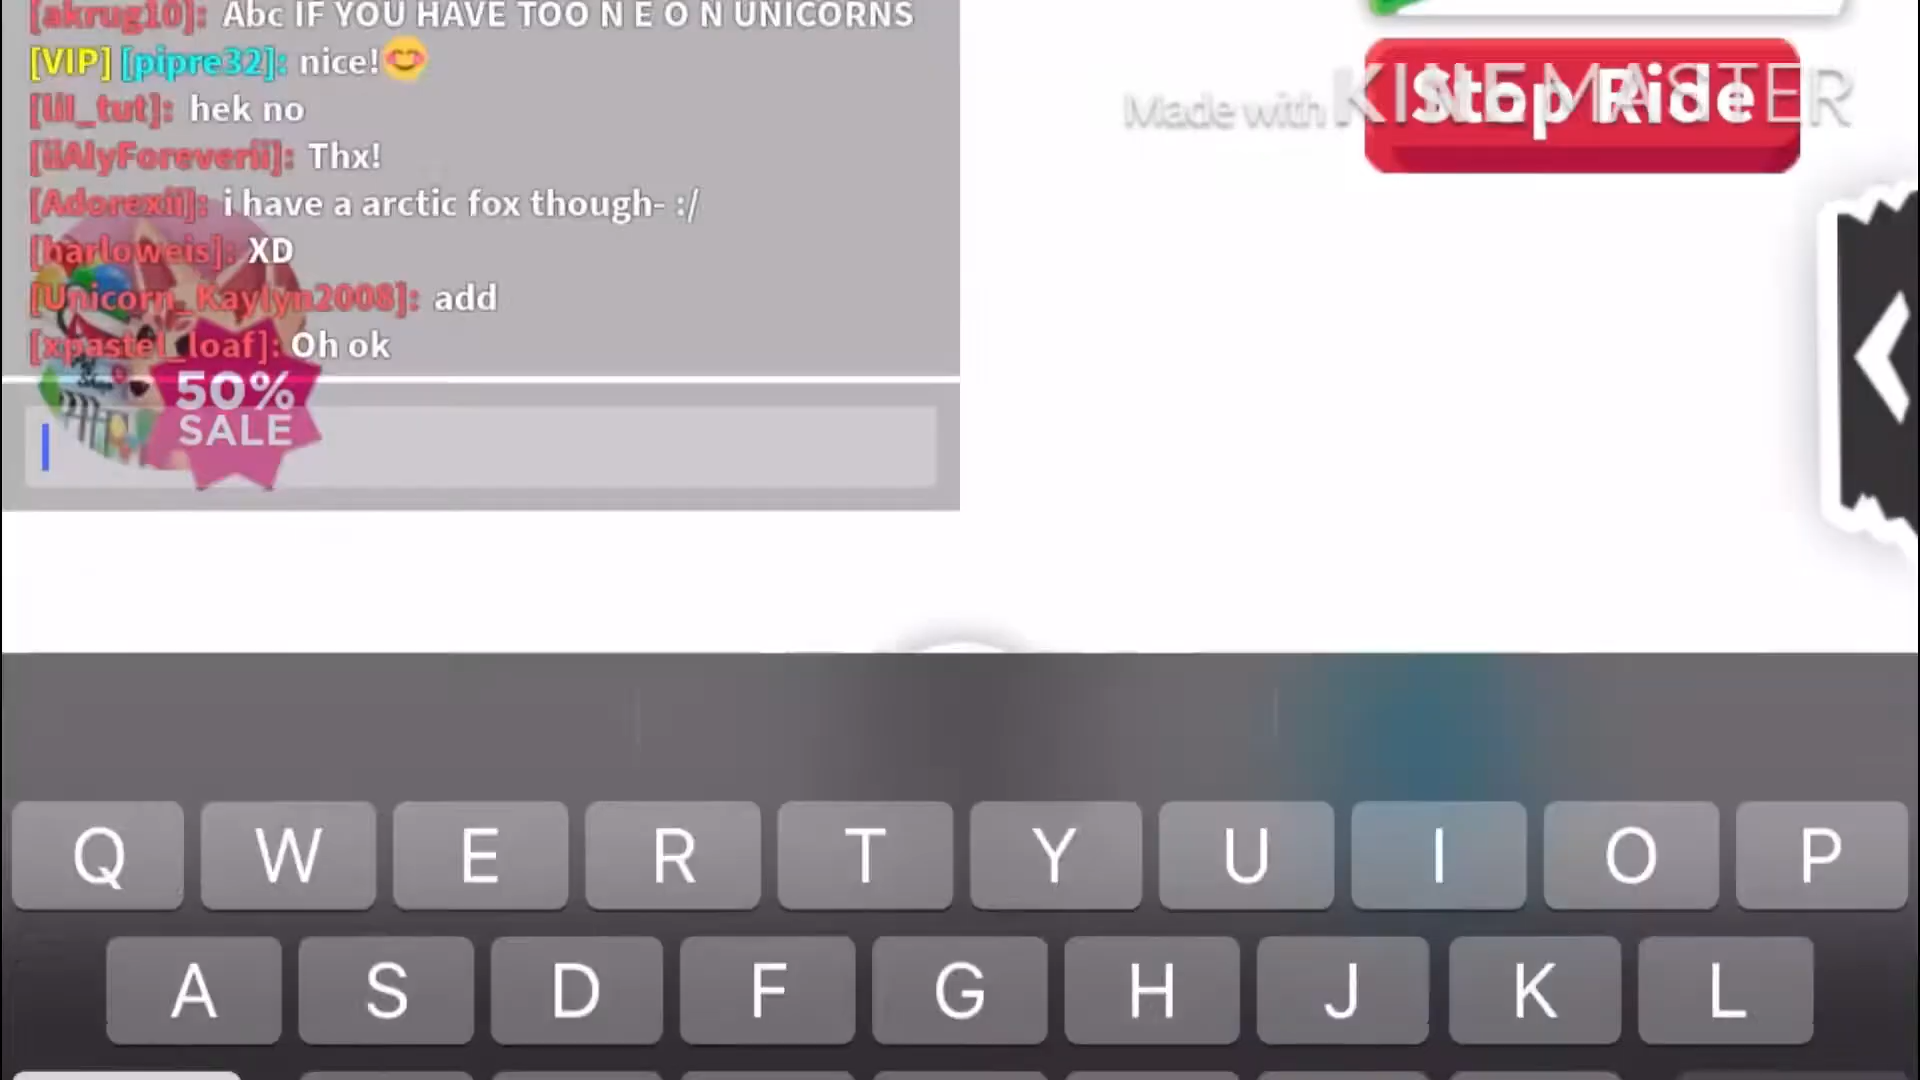 [akrug10]: Abc IF YOU HAVE TOO N E O N UNICORNS
[VIP] [pipre32]: nice!😊
[lil_tut]: hek no
[iiAlyForeverii]: Thx!
[Adorexii]: i have a arctic fox though- :/
[harloweis]: XD
[Unicorn_Kaylyn2008]: add
[xpastel_loaf]: Oh ok
50%
SALE
Stop Ride
Made with KINEMASTER
Q W E R T Y U I O P
A S D F G H J K L